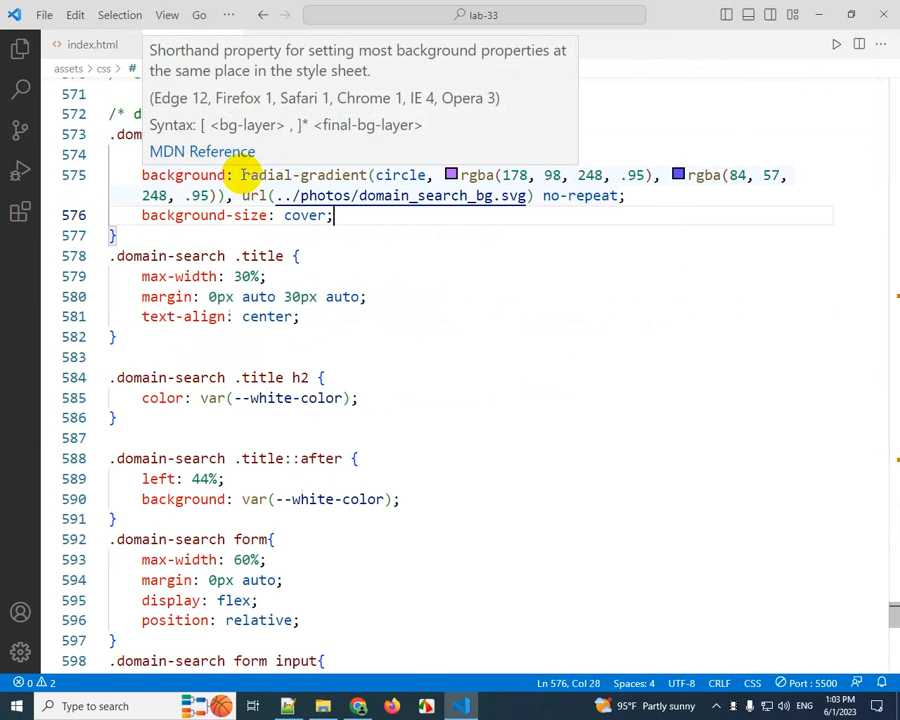 File Edit Selection View Go ··· lab-33
index.html
assets > css > #
Shorthand property for setting most background properties at
the same place in the style sheet.
(Edge 12, Firefox 1, Safari 1, Chrome 1, IE 4, Opera 3)
Syntax: [ <bg-layer> , ]* <final-bg-layer>
MDN Reference
571
572 /* d
573 .dom
574
575 background: radial-gradient(circle, rgba(178, 98, 248, .95), rgba(84, 57,
248, .95)), url(../photos/domain_search_bg.svg) no-repeat;
576 background-size: cover;
577 }
578 .domain-search .title {
579 max-width: 30%;
580 margin: 0px auto 30px auto;
581 text-align: center;
582 }
583
584 .domain-search .title h2 {
585 color: var(--white-color);
586 }
587
588 .domain-search .title::after {
589 left: 44%;
590 background: var(--white-color);
591 }
592 .domain-search form{
593 max-width: 60%;
594 margin: 0px auto;
595 display: flex;
596 position: relative;
597 }
598 .domain-search form input{
0 2 Ln 576, Col 28 Spaces: 4 UTF-8 CRLF CSS Port : 5500
Type here to search 95°F Partly sunny ENG 1:03 PM
6/1/2023